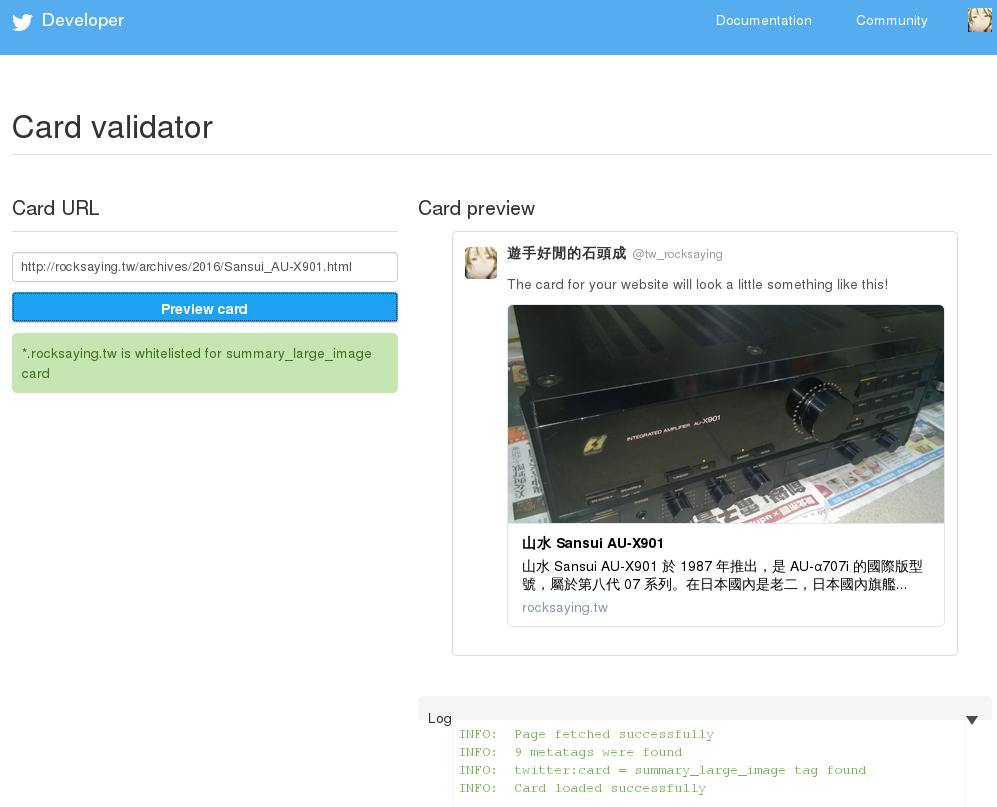 Developer
Documentation
Community
Card validator
Card URL
http://rocksaying.tw/archives/2016/Sansui_AU-X901.html
Preview card
*.rocksaying.tw is whitelisted for summary_large_image
card
Card preview
遊手好閒的石頭成 @tw_rocksaying
The card for your website will look a little something like this!
INTEGRATED AMPLIFIER AU-X901
山水 Sansui AU-X901
山水 Sansui AU-X901 於 1987 年推出，是 AU-α707i 的國際版型
號，屬於第八代 07 系列。在日本國內是老二，日本國內旗艦...
rocksaying.tw
Log
INFO: Page fetched successfully
INFO: 9 metatags were found
INFO: twitter:card = summary_large_image tag found
INFO: Card loaded successfully